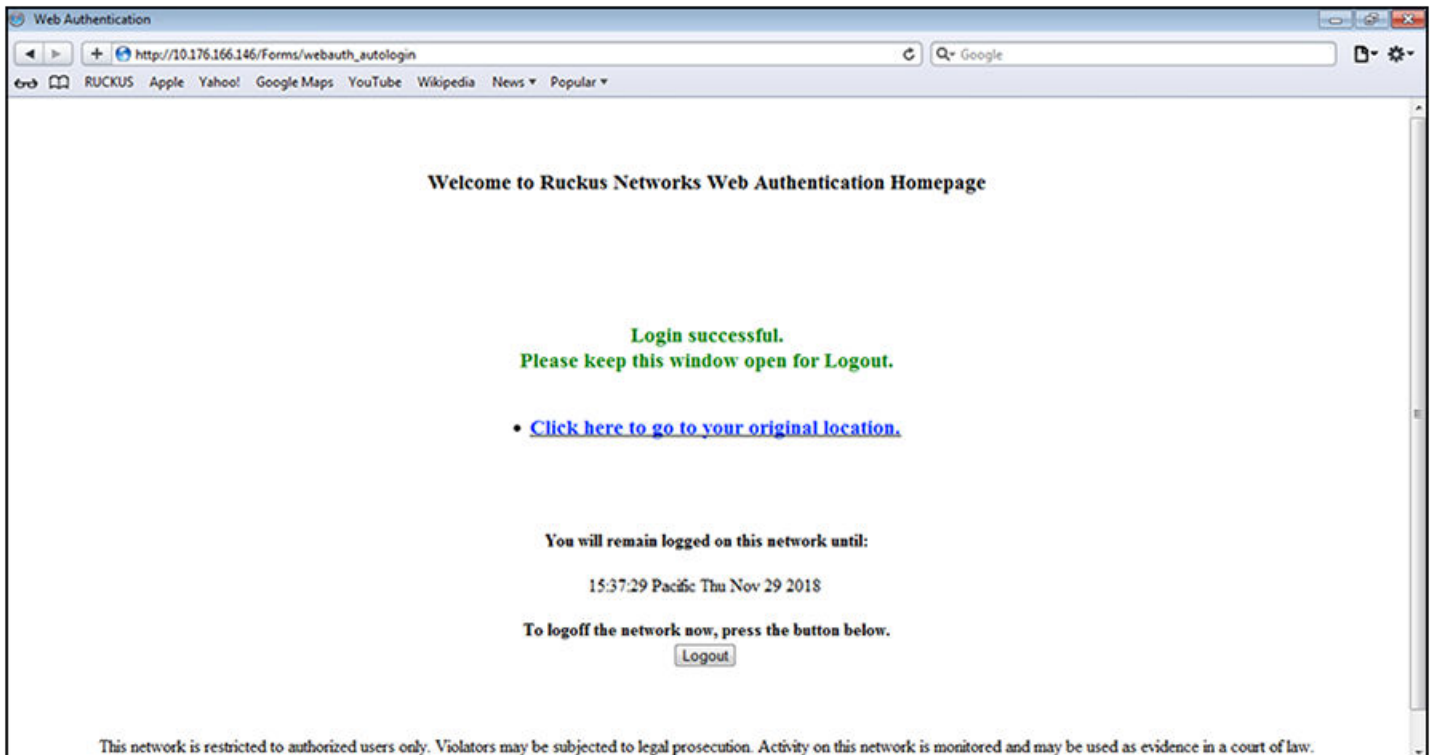 Web Authentication
http://10.176.166.146/Forms/webauth_autologin
Google
RUCKUS Apple Yahoo! Google Maps YouTube Wikipedia News Popular
Welcome to Ruckus Networks Web Authentication Homepage
Login successful.
Please keep this window open for Logout.
• Click here to go to your original location.
You will remain logged on this network until:
15:37:29 Pacific Thu Nov 29 2018
To logoff the network now, press the button below.
Logout
This network is restricted to authorized users only. Violators may be subjected to legal prosecution. Activity on this network is monitored and may be used as evidence in a court of law.